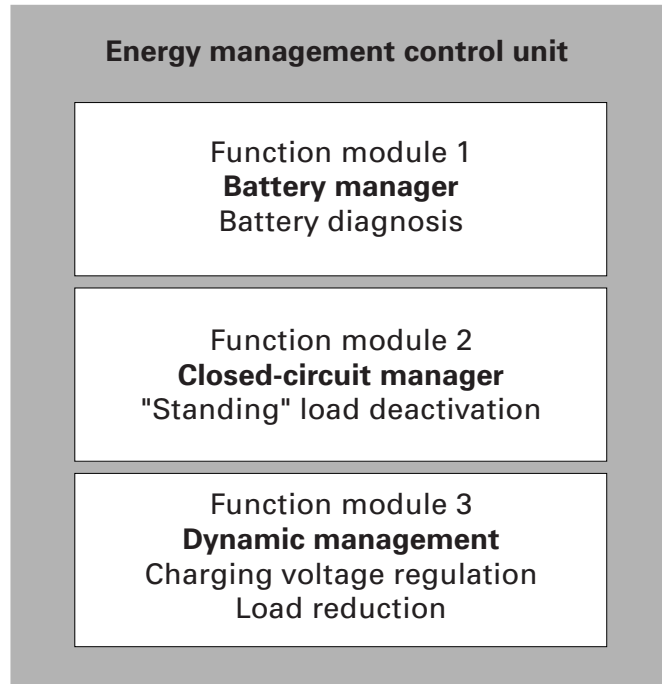 Energy management control unit
Function module 1
Battery manager
Battery diagnosis
Function module 2
Closed-circuit manager
"Standing" load deactivation
Function module 3
Dynamic management
Charging voltage regulation
Load reduction